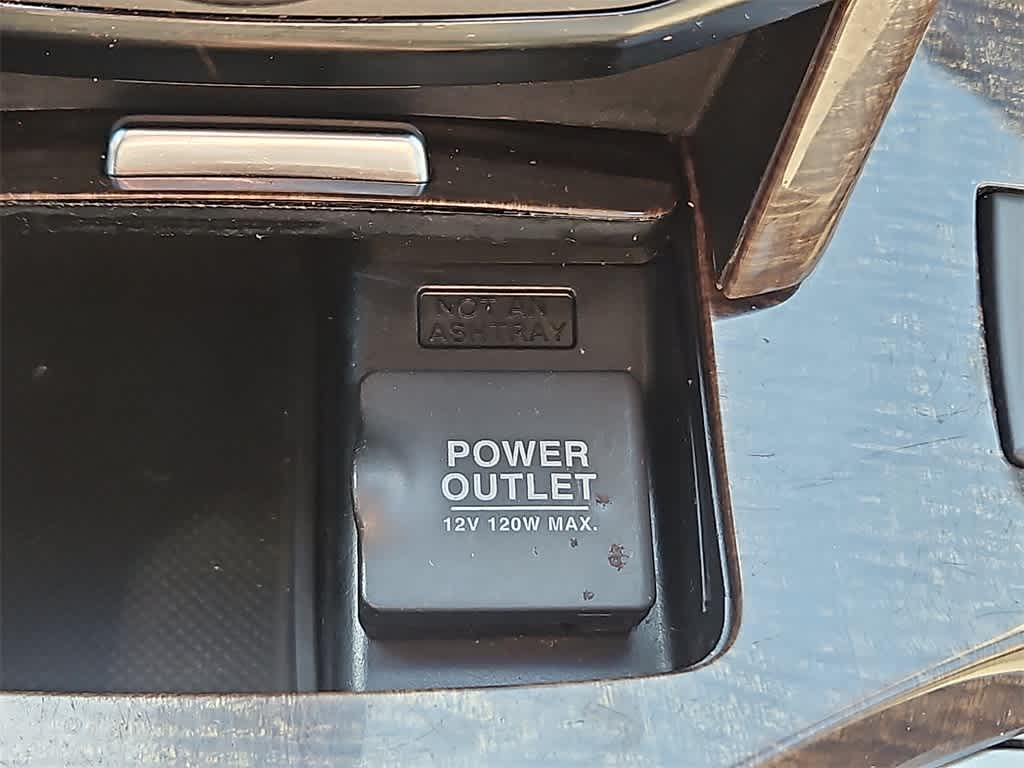 NOT AN
ASHTRAY
POWER
OUTLET
12V 120W MAX.